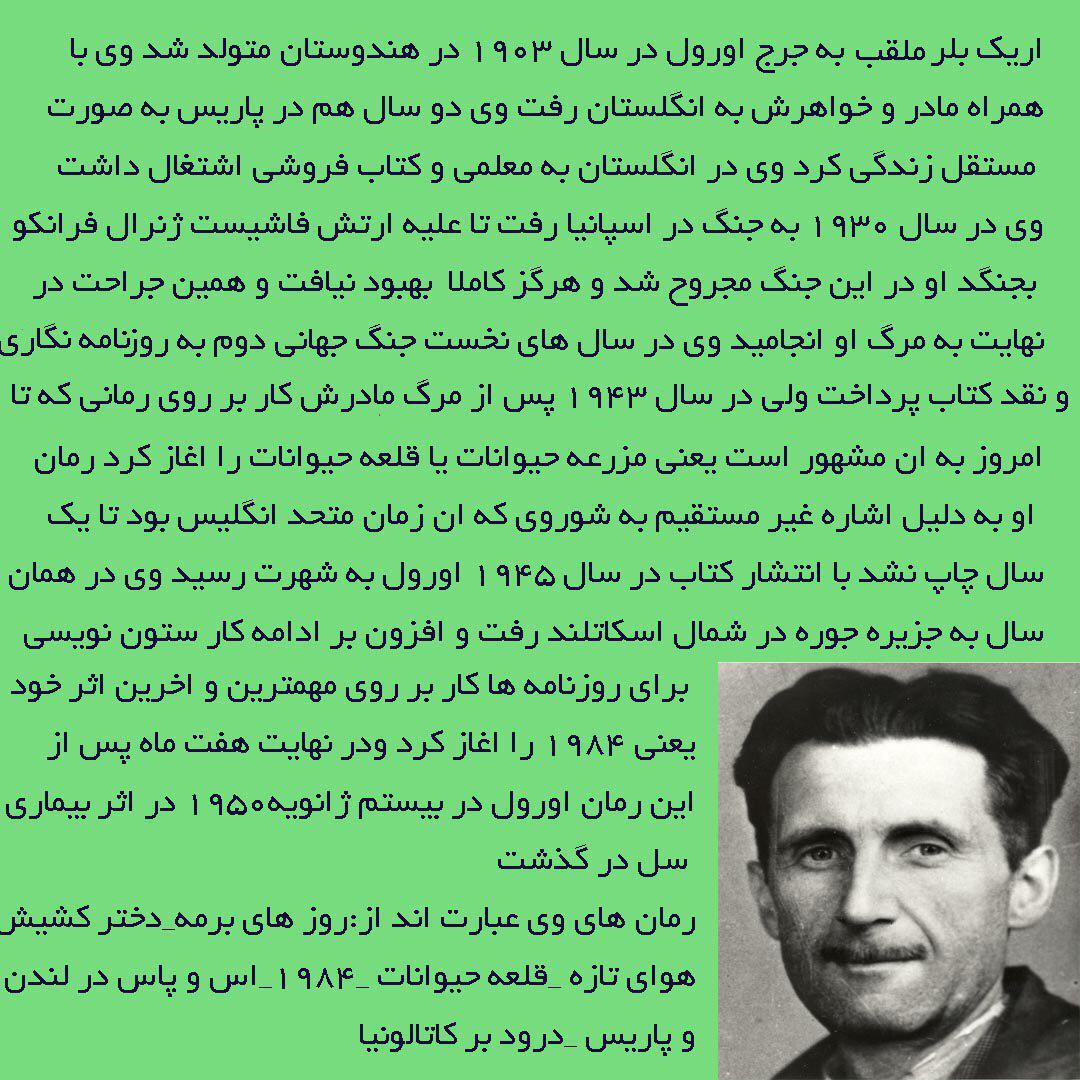 اریک بلر ملقب به جرج اورول در سال ۱۹۰۳ در هندوستان متولد شد وی با
همراه مادر و خواهرش به انگلستان رفت وی دو سال هم در پاریس به صورت
مستقل زندگی کرد وی در انگلستان به معلمی و کتاب فروشی اشتغال داشت
وی در سال ۱۹۳۰ به جنگ در اسپانیا رفت تا علیه ارتش فاشیست ژنرال فرانکو
بجنگد او در این جنگ مجروح شد و هرگز کاملا بهبود نیافت و همین جراحت در
نهایت به مرگ او انجامید وی در سال های نخست جنگ جهانی دوم به روزنامه نگاری
و نقد کتاب پرداخت ولی در سال ۱۹۴۳ پس از مرگ مادرش کار بر روی رمانی که تا
امروز به ان مشهور است یعنی مزرعه حیوانات یا قلعه حیوانات را اغاز کرد رمان
او به دلیل اشاره غیر مستقیم به شوروی که ان زمان متحد انگلیس بود تا یک
سال چاپ نشد با انتشار کتاب در سال ۱۹۴۵ اورول به شهرت رسید وی در همان
سال به جزیره جوره در شمال اسکاتلند رفت و افزون بر ادامه کار ستون نویسی
برای روزنامه ها کار بر روی مهمترین و اخرین اثر خود
یعنی ۱۹۸۴ را اغاز کرد ودر نهایت هفت ماه پس از
این رمان اورول در بیستم ژانویه۱۹۵۰ در اثر بیماری
سل در گذشت
رمان های وی عبارت اند از:روز های برمه_دختر کشیش
هوای تازه _قلعه حیوانات _۱۹۸۴_اس و پاس در لندن
و پاریس _درود بر کاتالونیا